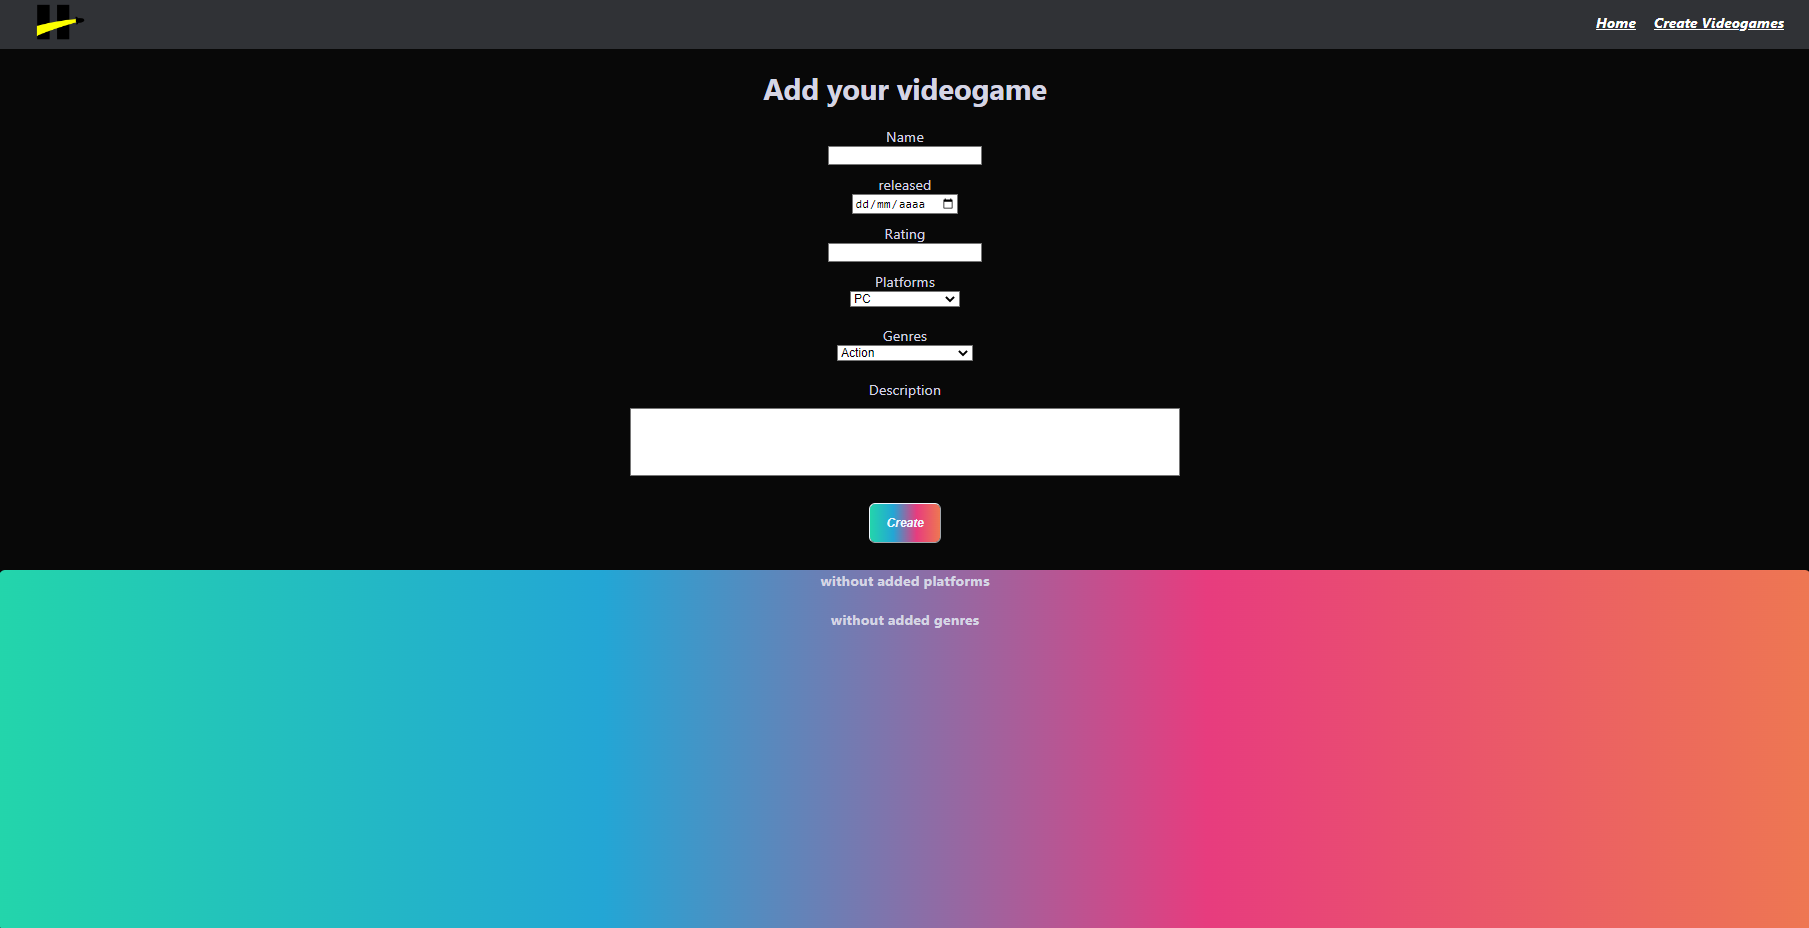 Home Create Videogames
Add your videogame
Name
released
dd/mm/aaaa
Rating
Platforms
PC
Genres
Action
Description
Create
without added platforms
without added genres